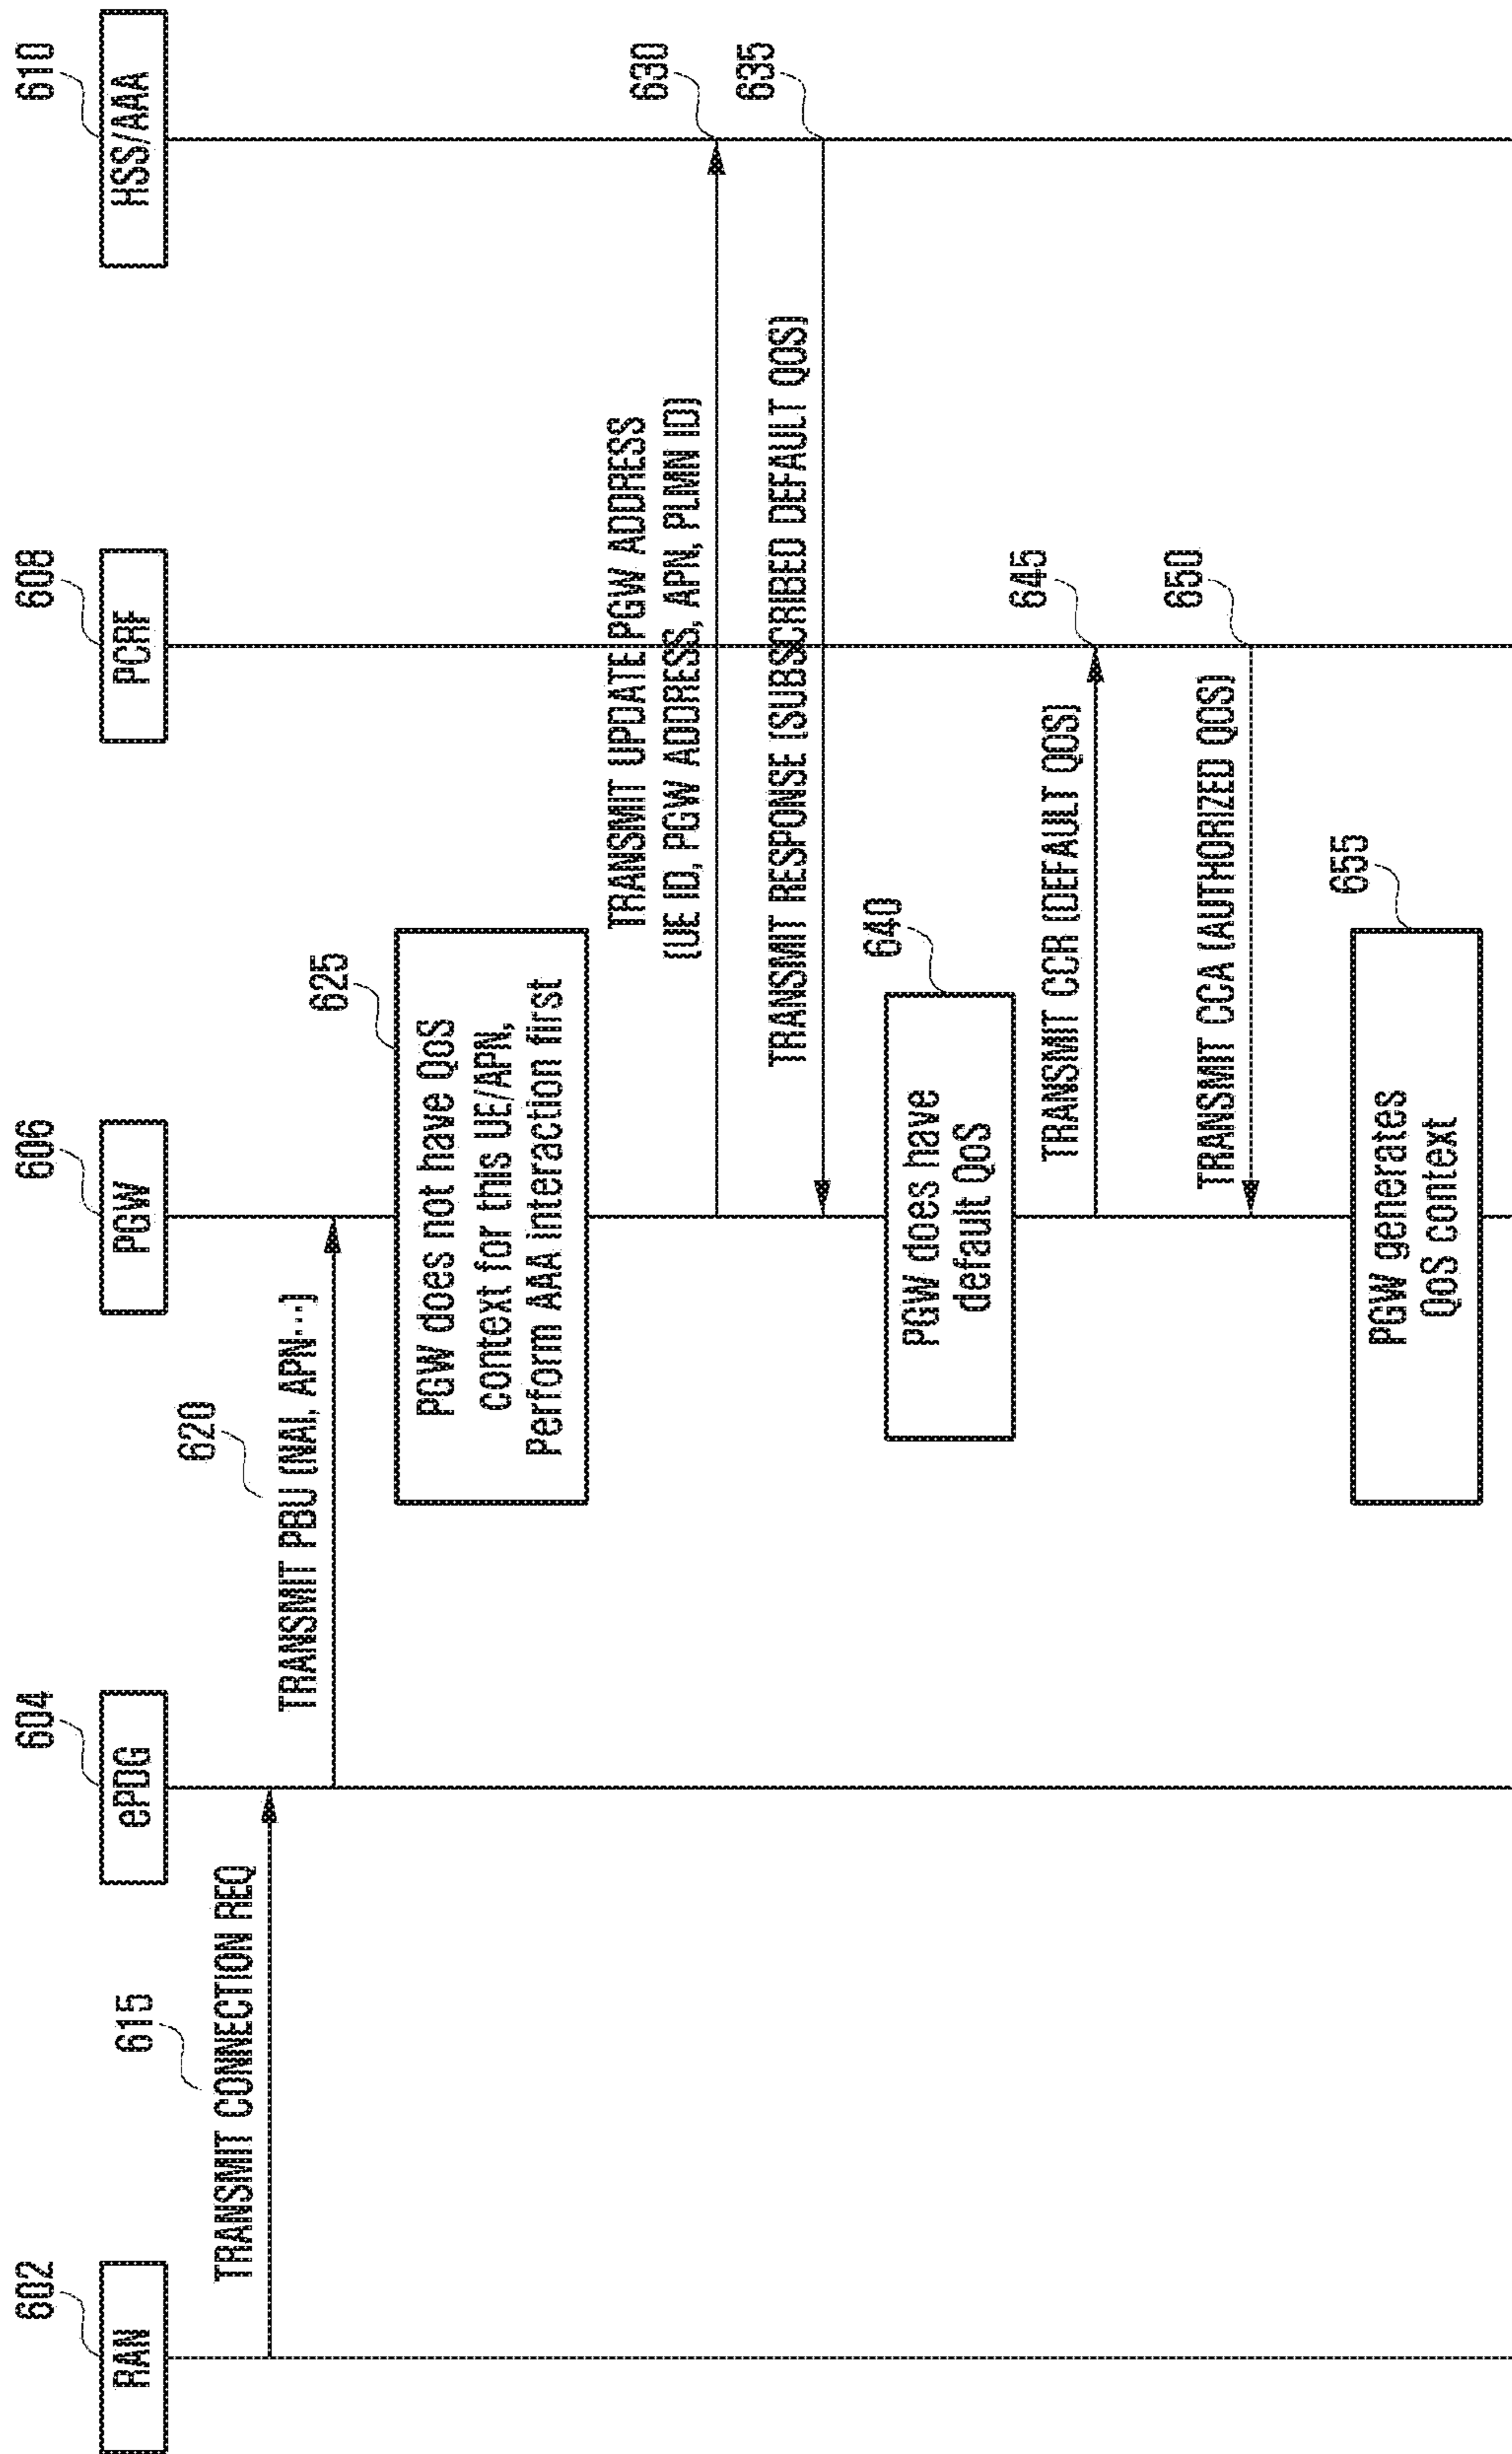 602
RAN
604
ePDG
606
PGW
608
PCRF
610
HSS/AAA
615
TRANSMIT CONNECTION REQ
620
TRANSMIT PBU (NAI, APN...)
625
PGW does not have QoS
context for this UE/APN,
Perform AAA interaction first
TRANSMIT UPDATE PGW ADDRESS
(UE ID, PGW ADDRESS, APN, PLMN ID)
630
TRANSMIT RESPONSE (SUBSCRIBED DEFAULT QOS)
635
640
PGW does have
default QoS
TRANSMIT CCR (DEFAULT QOS)
645
TRANSMIT CCA (AUTHORIZED QOS)
650
655
PGW generates
QoS context